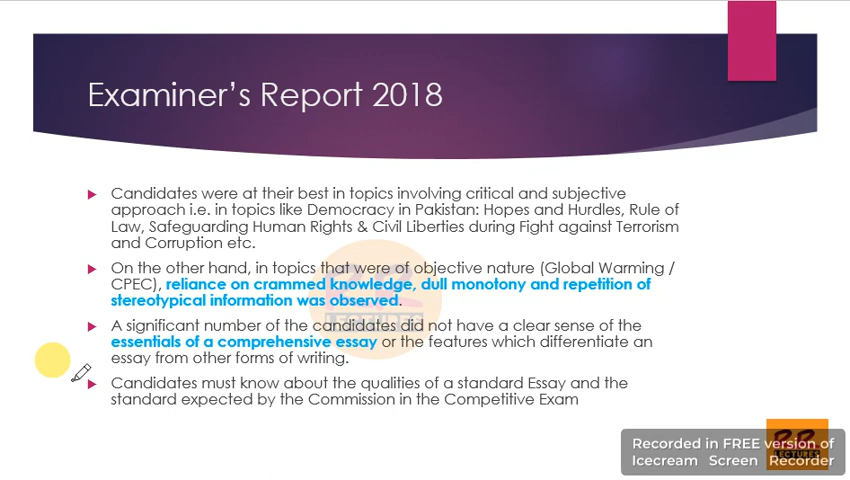 Examiner's Report 2018
Candidates were at their best in topics involving critical and subjective
approach i.e. in topics like Democracy in Pakistan: Hopes and Hurdles, Rule of
Law, Safeguarding Human Rights & Civil Liberties during Fight against Terrorism
and Corruption etc.
On the other hand, in topics that were of objective nature (Global Warming /
CPEC), reliance on crammed knowledge, dull monotony and repetition of
stereotypical information was observed.
A significant number of the candidates did not have a clear sense of the
essentials of a comprehensive essay or the features which differentiate an
essay from other forms of writing.
Candidates must know about the qualities of a standard Essay and the
standard expected by the Commission in the Competitive Exam
LECTURES
Recorded in FREE version of
Icecream Screen Recorder
LECTURES